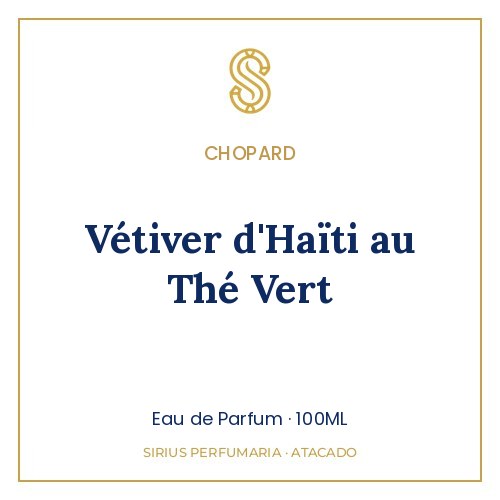 CHOPARD
Vétiver d'Haïti au
Thé Vert
Eau de Parfum · 100ML
SIRIUS PERFUMARIA · ATACADO